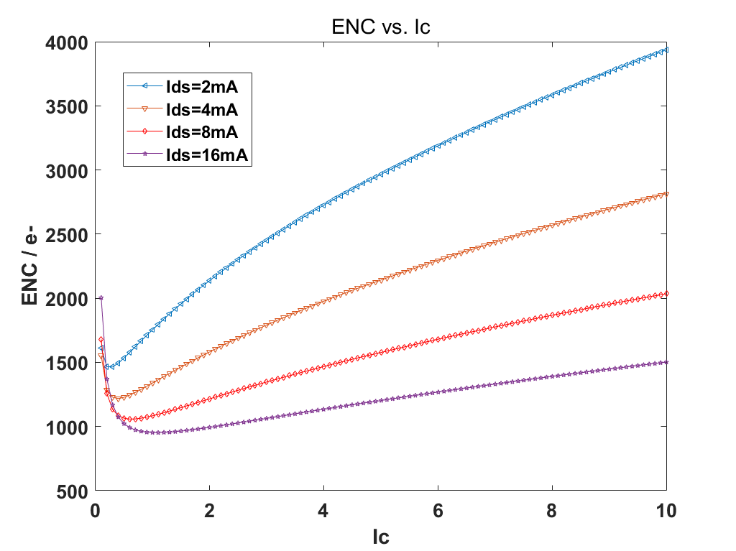 ENC vs. Ic
4000
3500
3000
2500
2000
1500
1000
500
ENC / e-
Ids=2mA
Ids=4mA
Ids=8mA
Ids=16mA
0 2 4 6 8 10
Ic